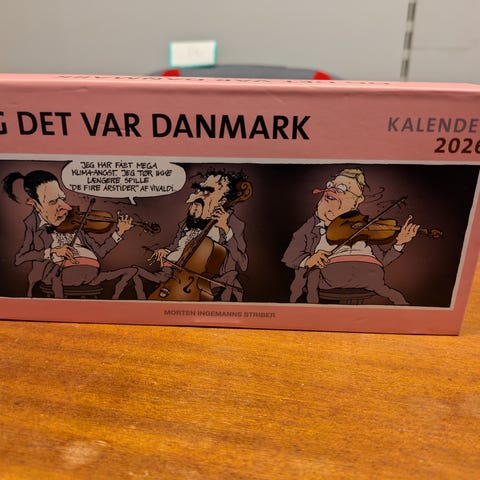 G DET VAR DANMARK
KALENDE
2026
JEG HAR FÅET MEGA
KLIMA-ANGST. JEG TØR IKKE
LÆNGERE SPILLE
"DE FIRE ÅRSTIDER" AF VIVALDI.
MORTEN INGEMANNS STRIBER